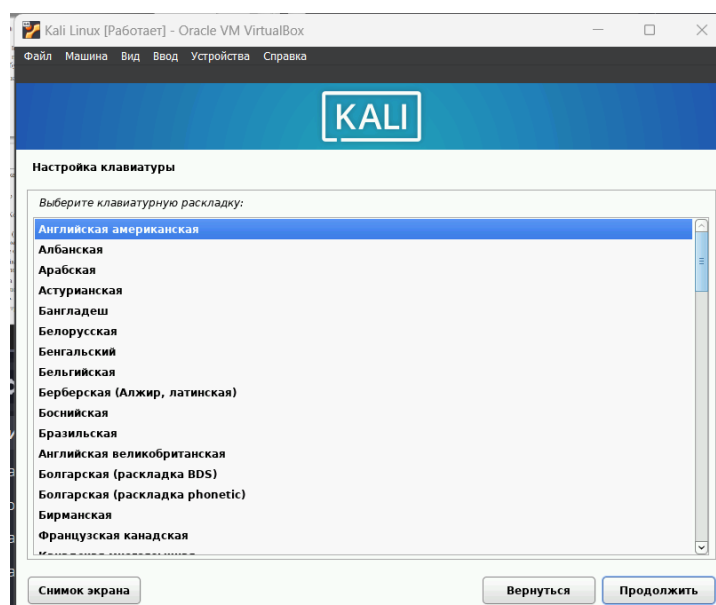 Kali Linux [Работает] - Oracle VM VirtualBox
Файл Машина Вид Ввод Устройства Справка
KALI
Настройка клавиатуры
Выберите клавиатурную раскладку:
Английская американская
Албанская
Арабская
Астурианская
Бангладеш
Белорусская
Бенгальский
Бельгийская
Берберская (Алжир, латинская)
Боснийская
Бразильская
Английская великобританская
Болгарская (раскладка BDS)
Болгарская (раскладка phonetic)
Бирманская
Французская канадская
Снимок экрана Вернуться Продолжить